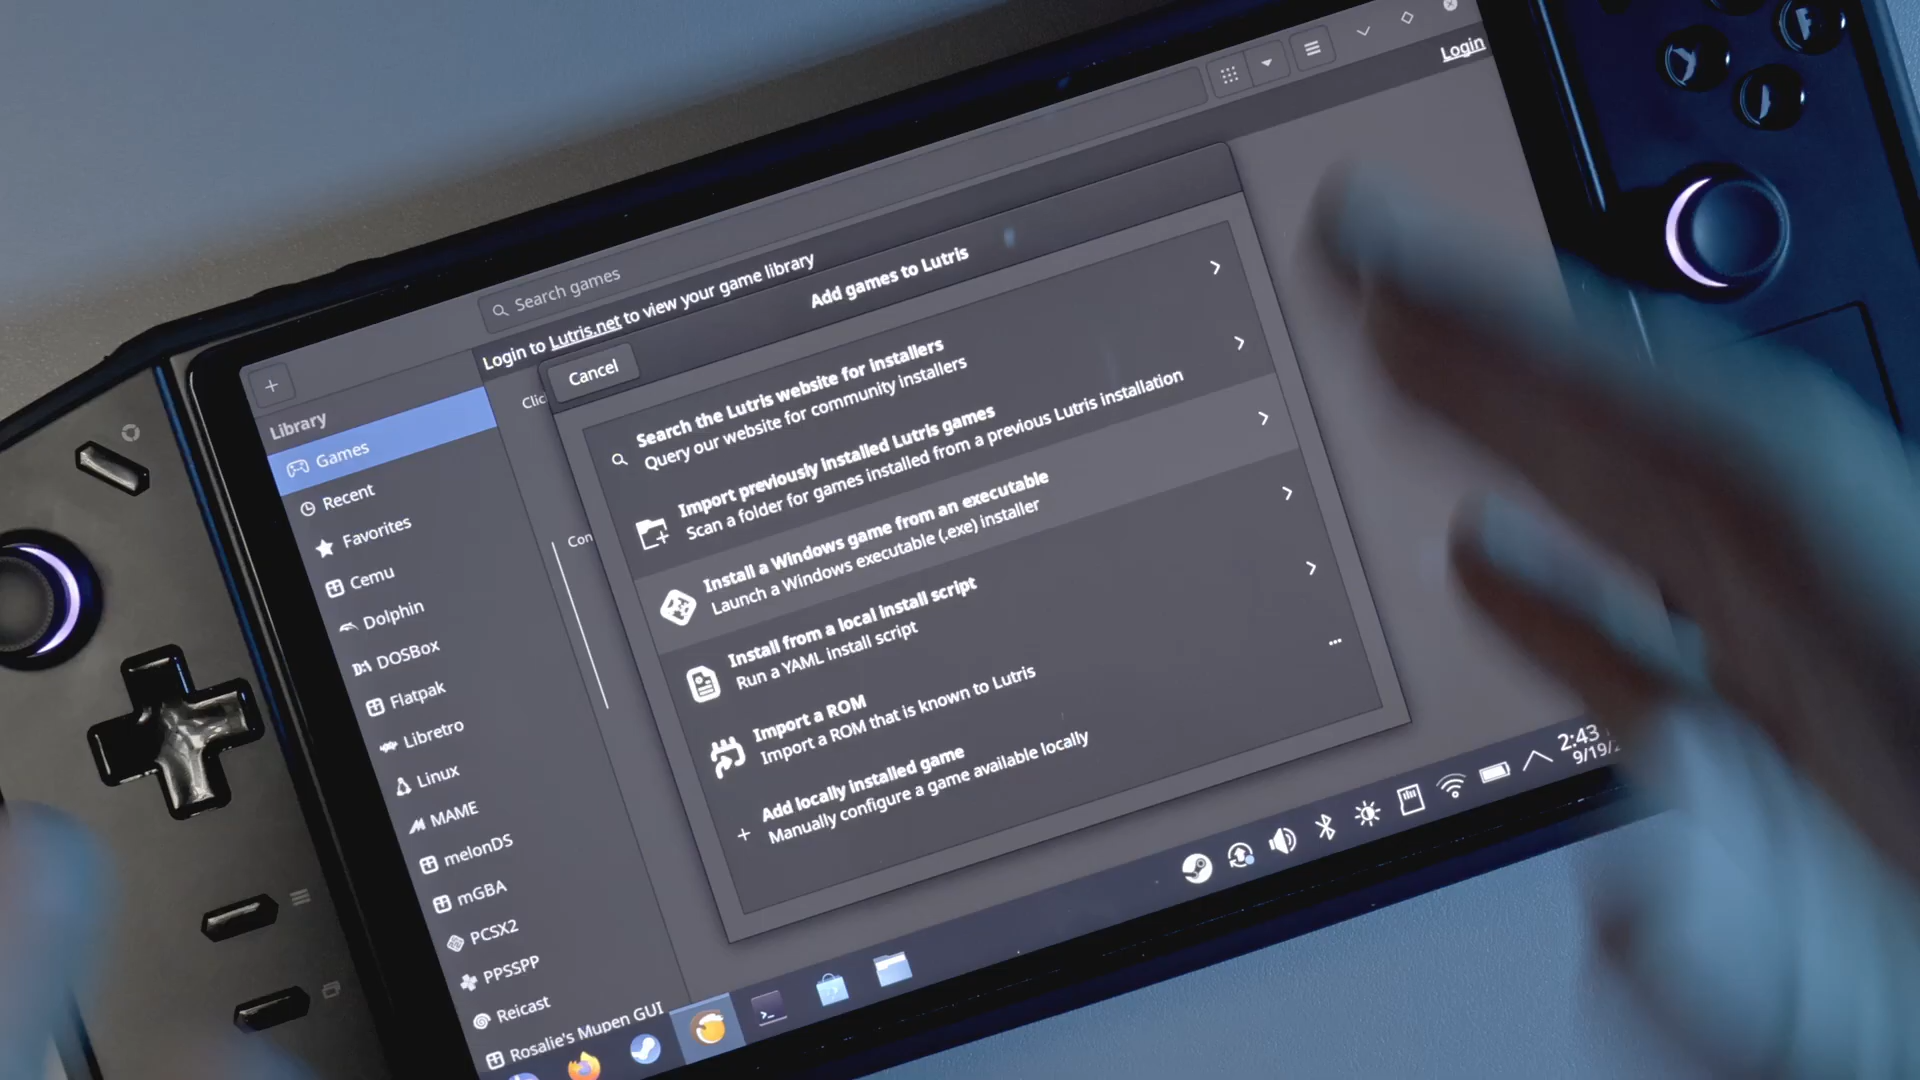 Login
Search games
Login to Lutris.net to view your game library
Add games to Lutris
Cancel
Clic
Con
Library
Games
Recent
Favorites
Cemu
Dolphin
DOSBox
Flatpak
Libretro
Linux
MAME
melonDS
mGBA
PCSX2
PPSSPP
Reicast
Rosalie's Mupen GUI
Search the Lutris website for installers
Query our website for community installers
Import previously installed Lutris games
Scan a folder for games installed from a previous Lutris installation
Install a Windows game from an executable
Launch a Windows executable (.exe) installer
Install from a local install script
Run a YAML install script
Import a ROM
Import a ROM that is known to Lutris
Add locally installed game
Manually configure a game available locally
2:43
9/19/2